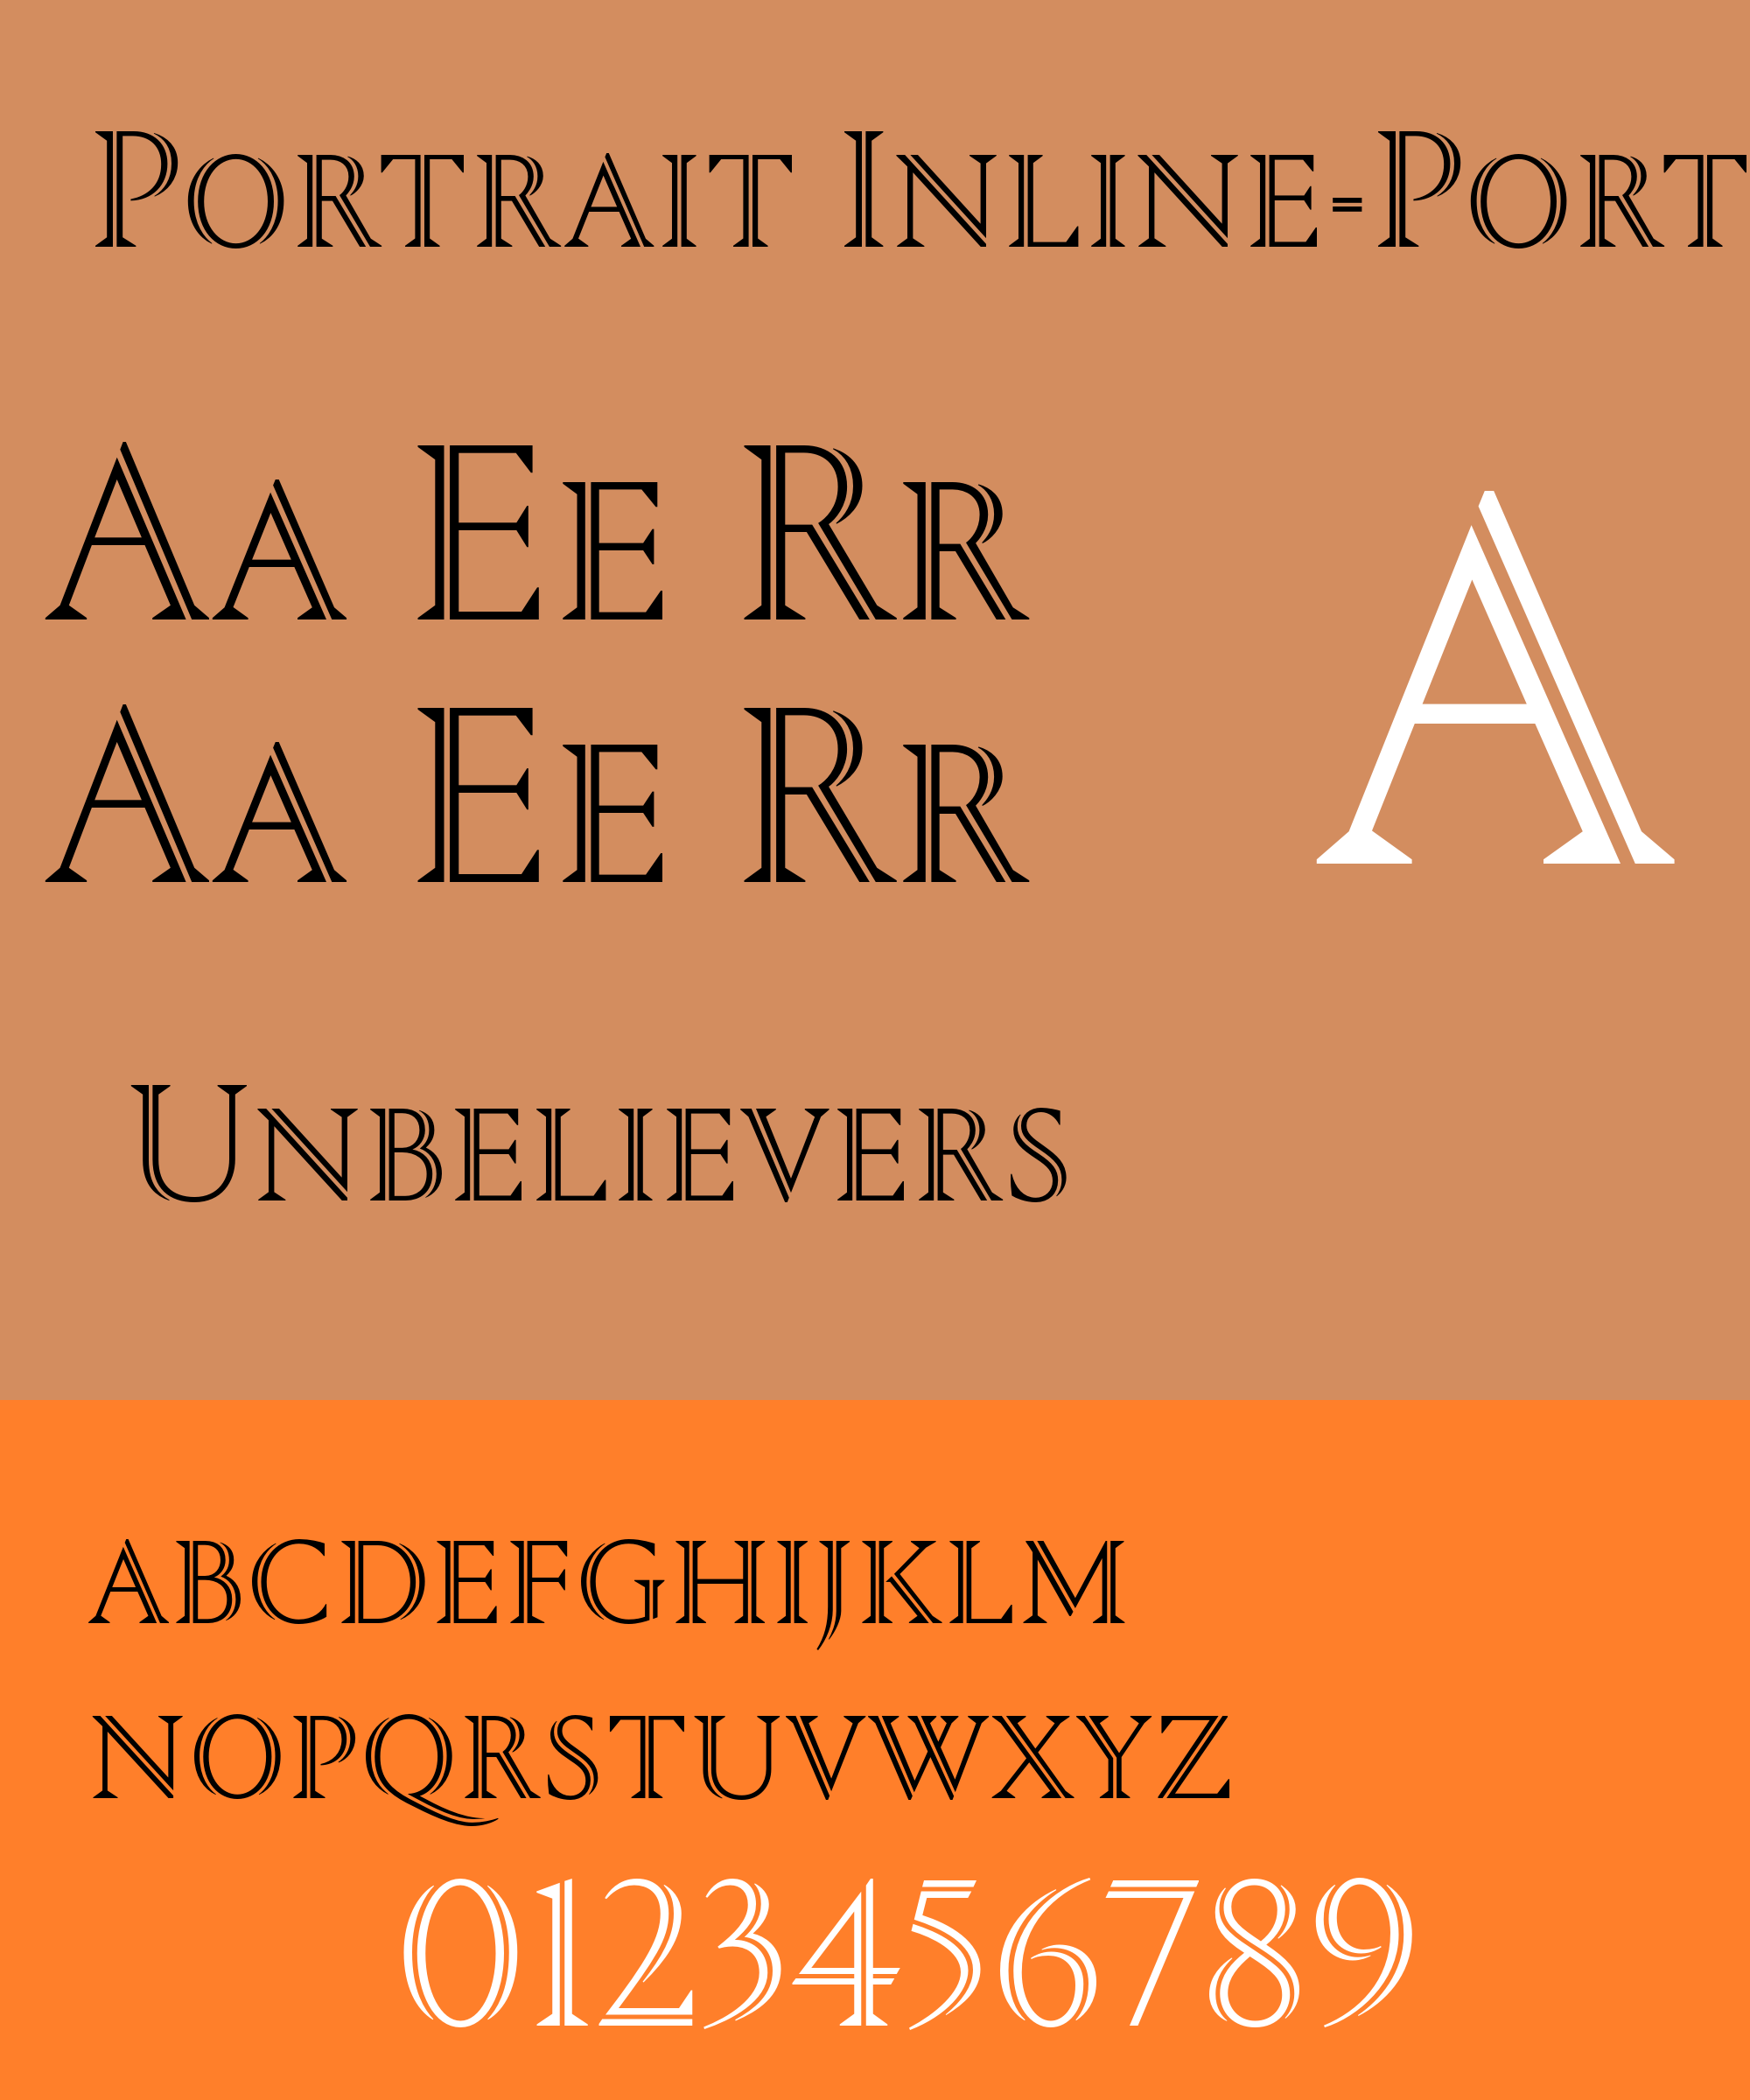 Portrait Inline=Port
Aa Ee Rr
A
Aa Ee Rr
Unbelievers
ABCDEFGHIJKLM
NOPQRSTUVWXYZ
0123456789